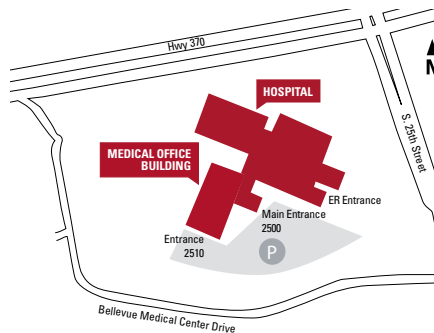 Hwy 370
N
HOSPITAL
S. 25th Street
MEDICAL OFFICE
BUILDING
ER Entrance
Main Entrance
2500
Entrance
2510
P
Bellevue Medical Center Drive